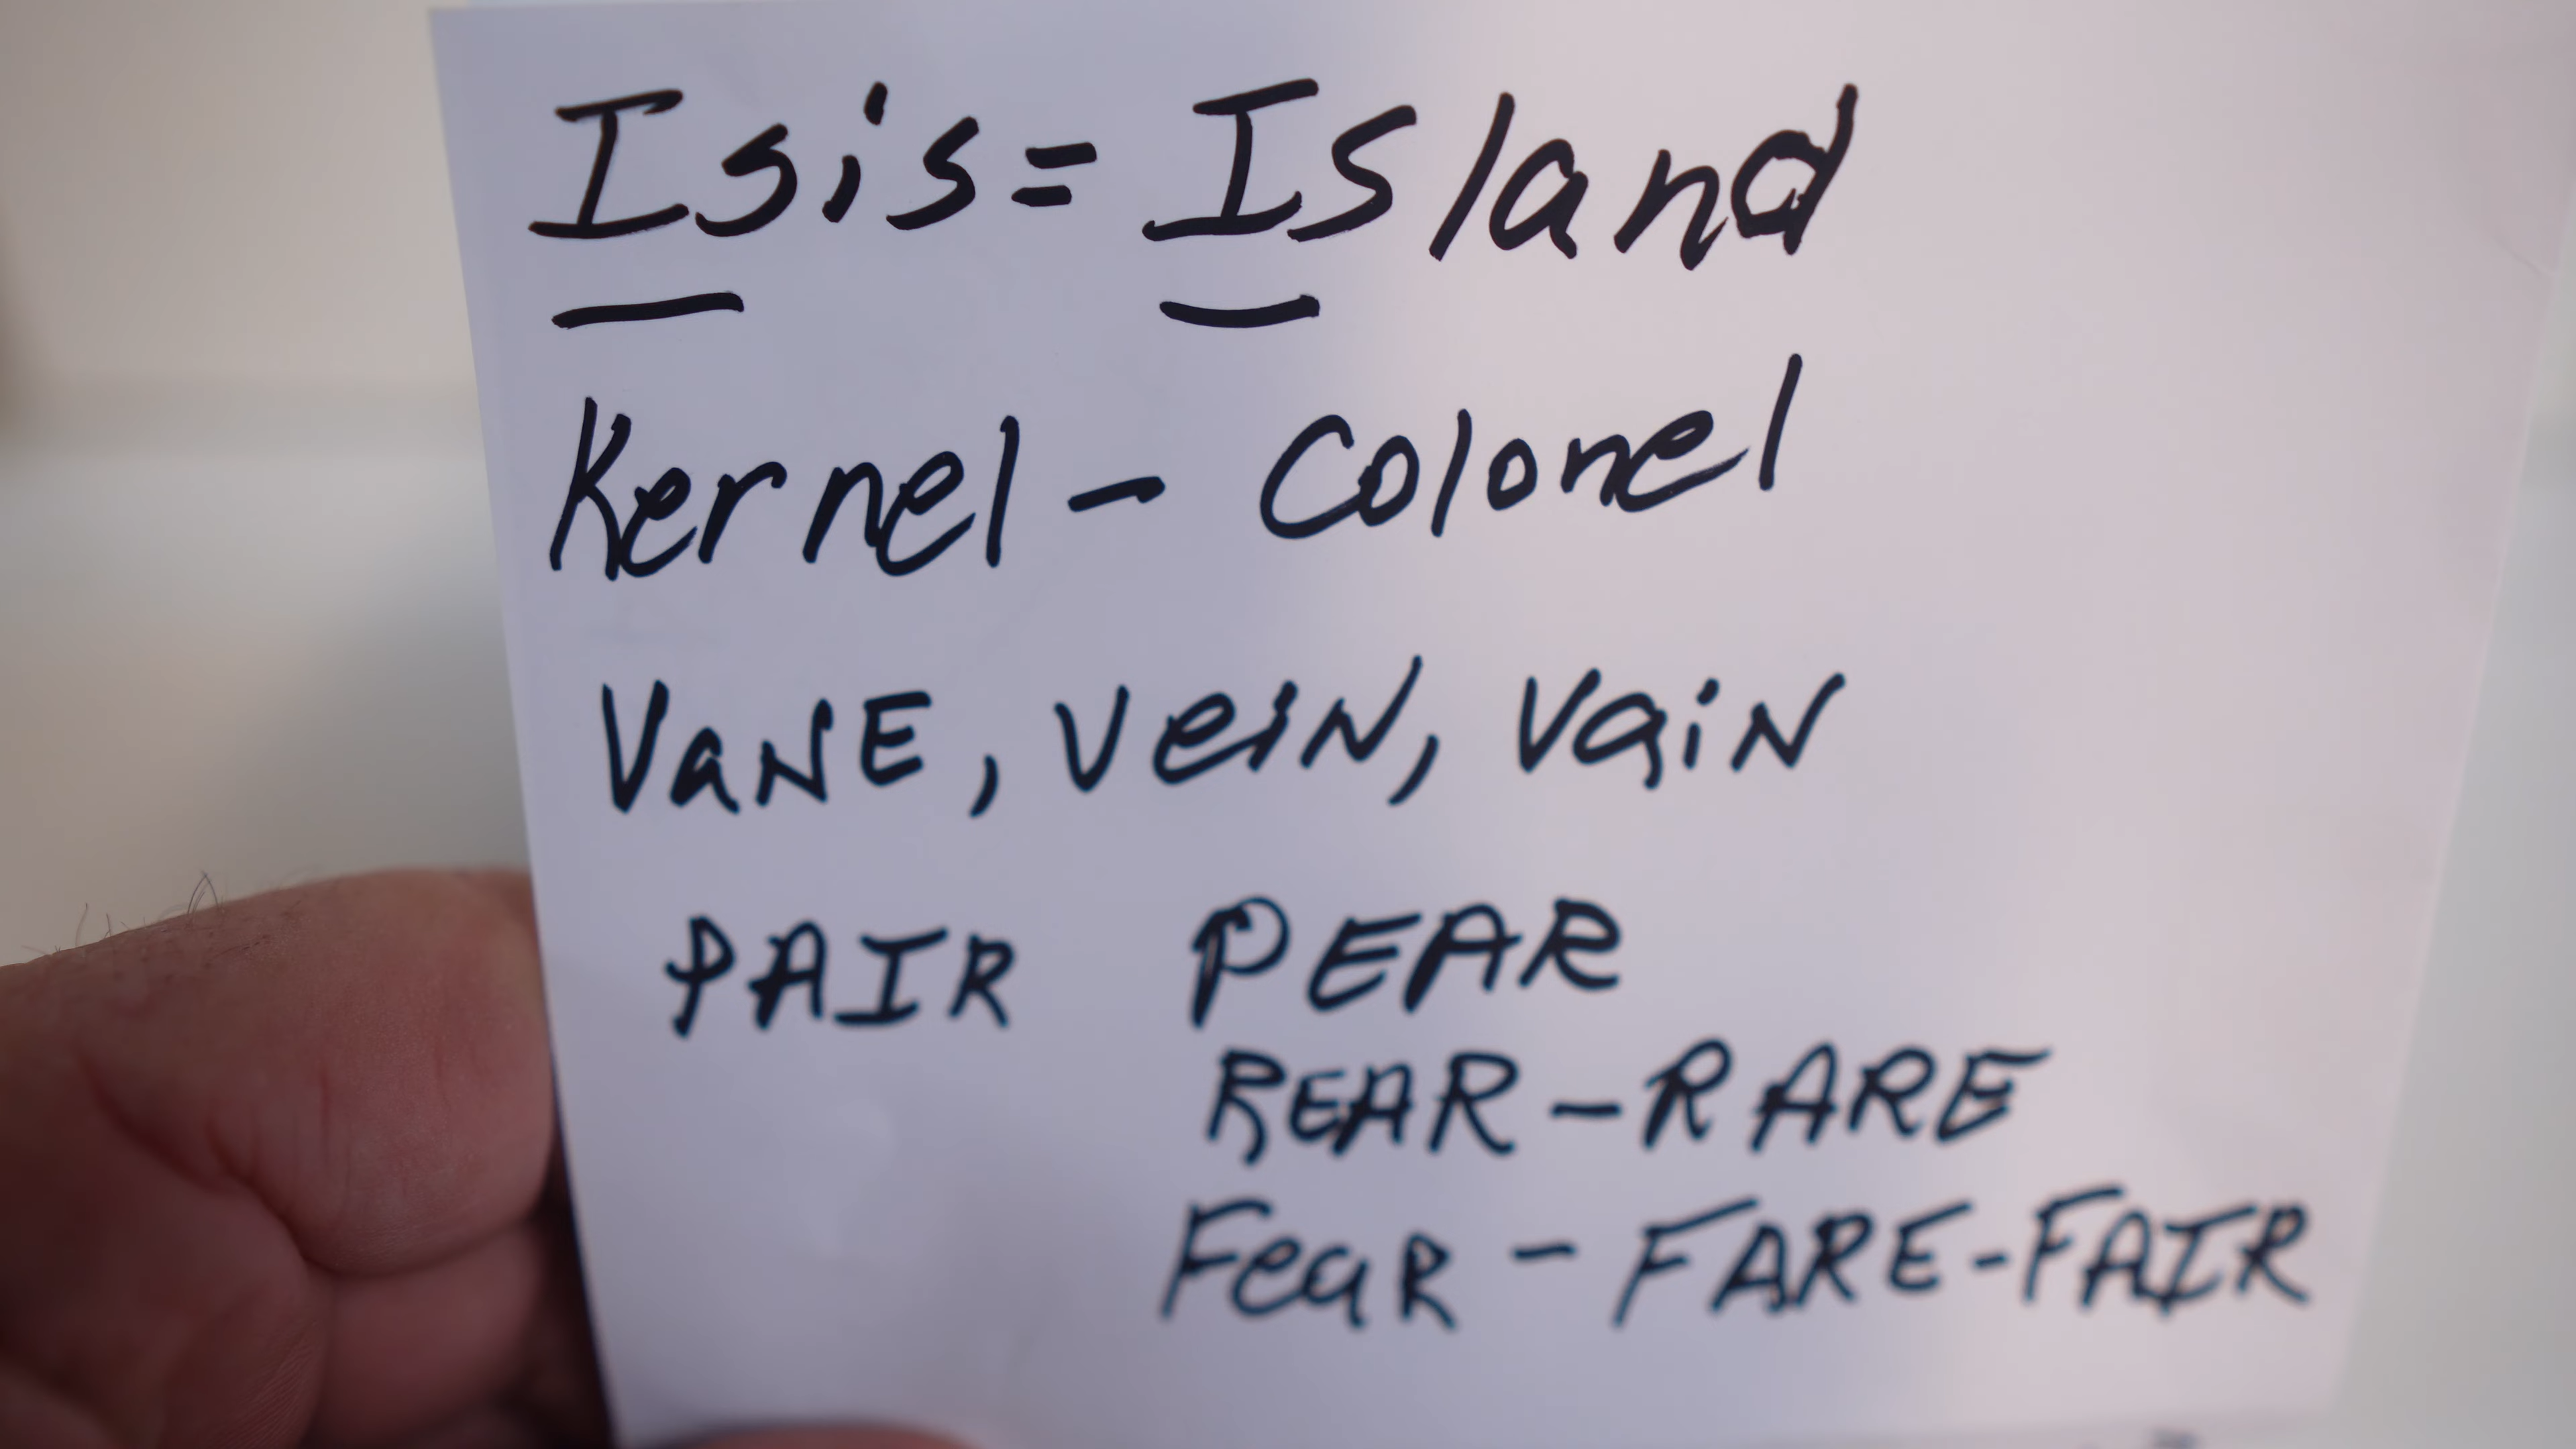 Isis = Island
Kernel - Colonel
VaNE, veiN, vaiN
PAIR PEAR
REAR - RARE
FeaR - FARE - FAIR